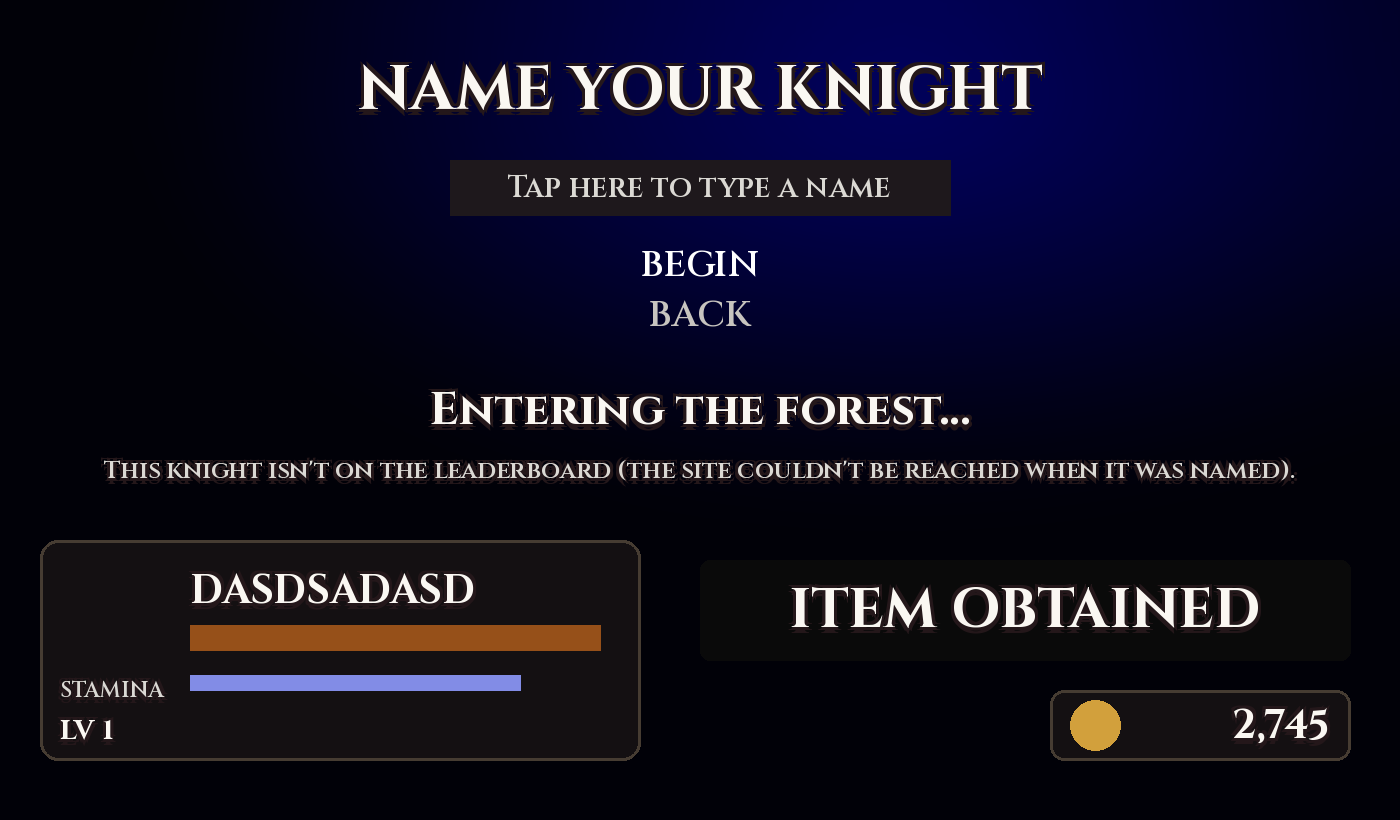 NAME YOUR KNIGHT
Tap here to type a name
BEGIN
BACK
Entering the forest...
This knight isn't on the leaderboard (the site couldn't be reached when it was named).
DASDSADASD
STAMINA
LV 1
ITEM OBTAINED
2,745